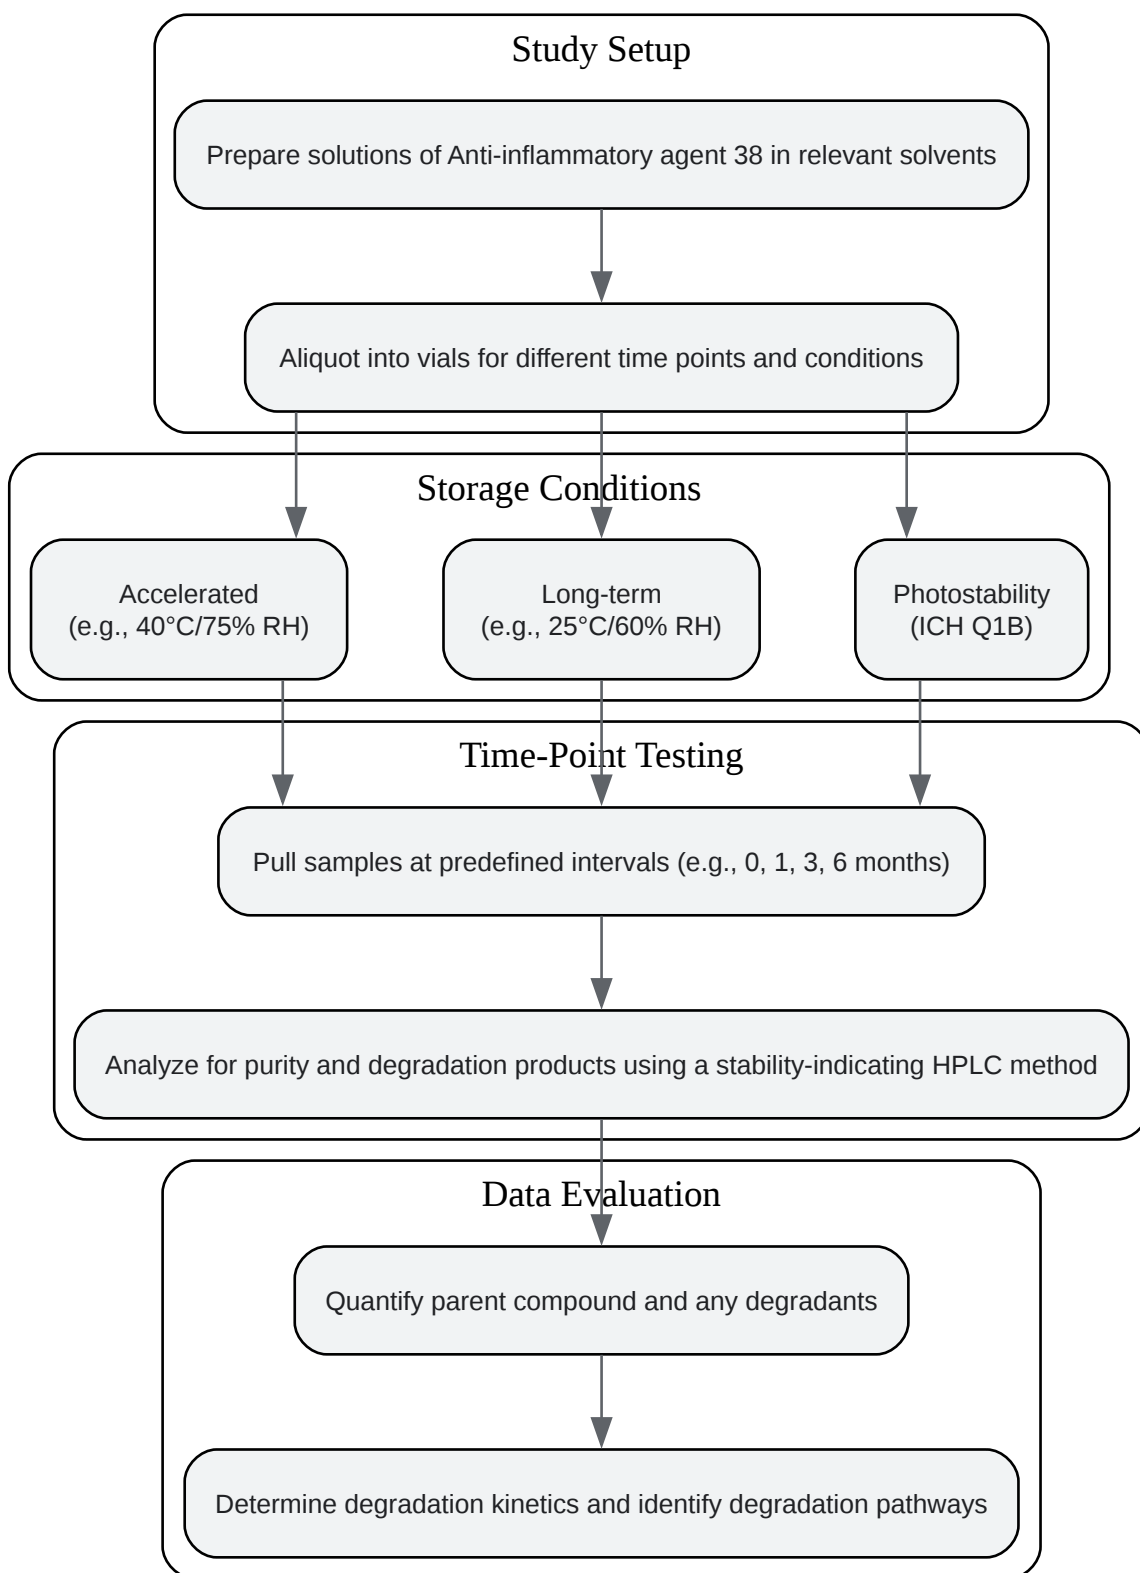 Study Setup
Prepare solutions of Anti-inflammatory agent 38 in relevant solvents
Aliquot into vials for different time points and conditions
Storage Conditions
Accelerated
(e.g., 40°C/75% RH)
Long-term
(e.g., 25°C/60% RH)
Photostability
(ICH Q1B)
Time-Point Testing
Pull samples at predefined intervals (e.g., 0, 1, 3, 6 months)
Analyze for purity and degradation products using a stability-indicating HPLC method
Data Evaluation
Quantify parent compound and any degradants
Determine degradation kinetics and identify degradation pathways